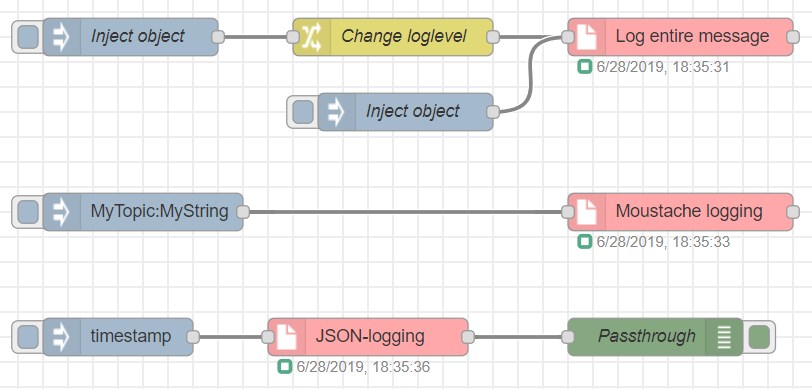 Inject object
Change loglevel
Log entire message
6/28/2019, 18:35:31
Inject object
MyTopic:MyString
Moustache logging
6/28/2019, 18:35:33
timestamp
JSON-logging
Passthrough
6/28/2019, 18:35:36